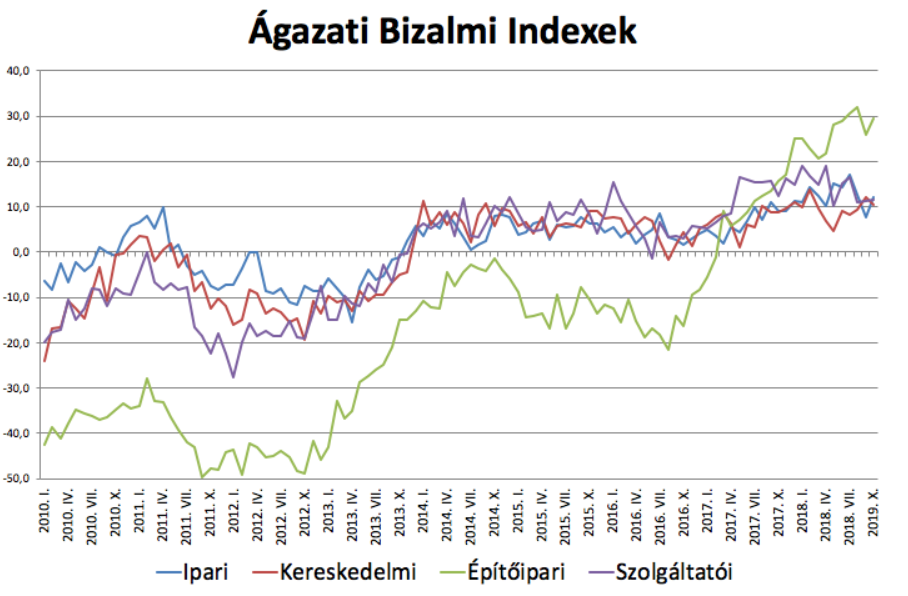 Ágazati Bizalmi Indexek
40,0
30,0
20,0
10,0
0,0
-10,0
-20,0
-30,0
-40,0
-50,0
2010. I.
2010. IV.
2010. VII.
2010. X.
2011. I.
2011. IV.
2011. VII.
2011. X.
2012. I.
2012. IV.
2012. VII.
2012. X.
2013. I.
2013. IV.
2013. VII.
2013. X.
2014. I.
2014. IV.
2014. VII.
2014. X.
2015. I.
2015. IV.
2015. VII.
2015. X.
2016. I.
2016. IV.
2016. VII.
2016. X.
2017. I.
2017. IV.
2017. VII.
2017. X.
2018. I.
2018. IV.
2018. VII.
2019. X.
Ipari Kereskedelmi Építőipari Szolgáltatói